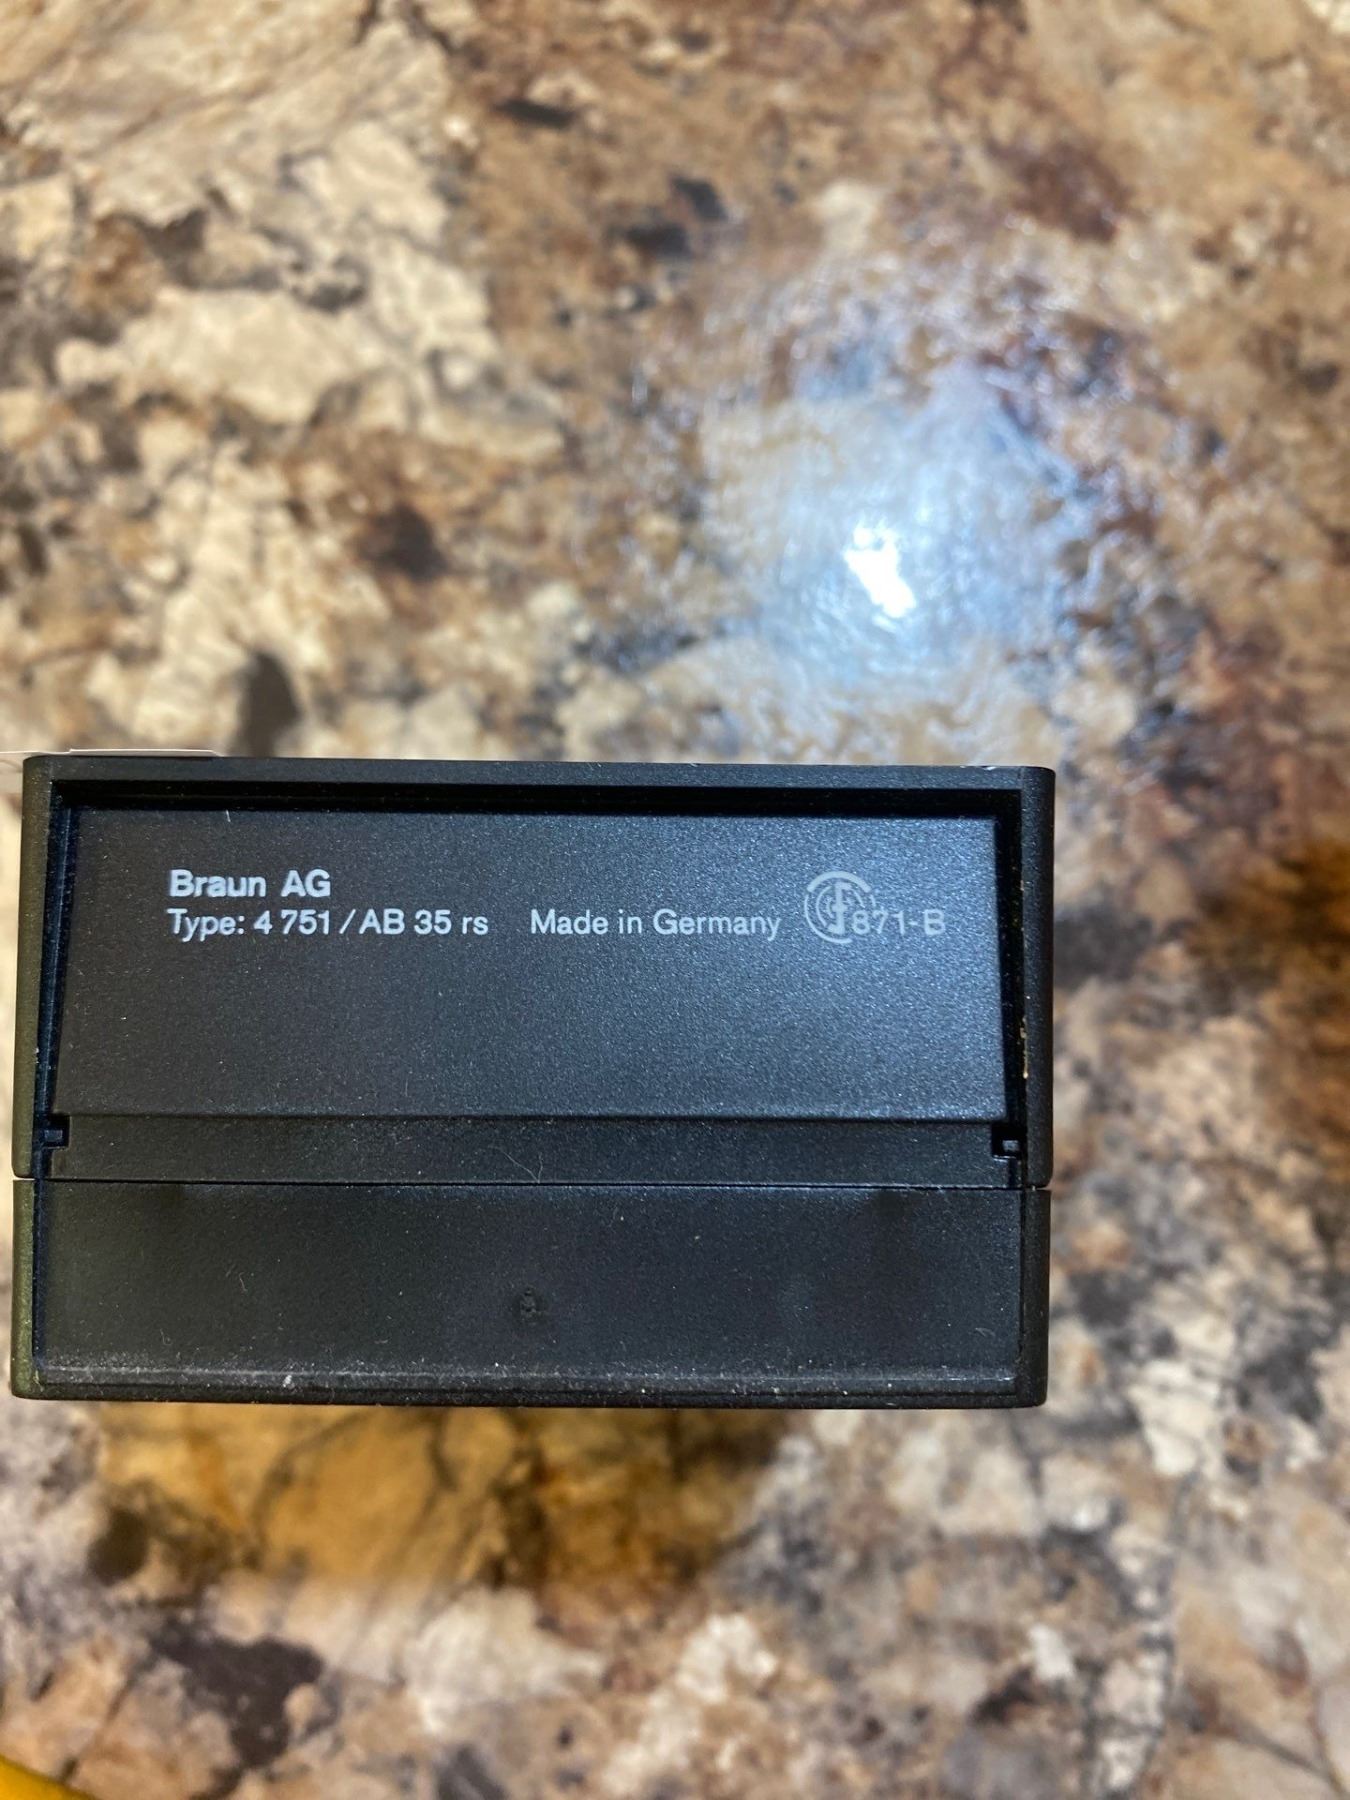 Braun AG
Type: 4 751 / AB 35 rs Made in Germany 871-B